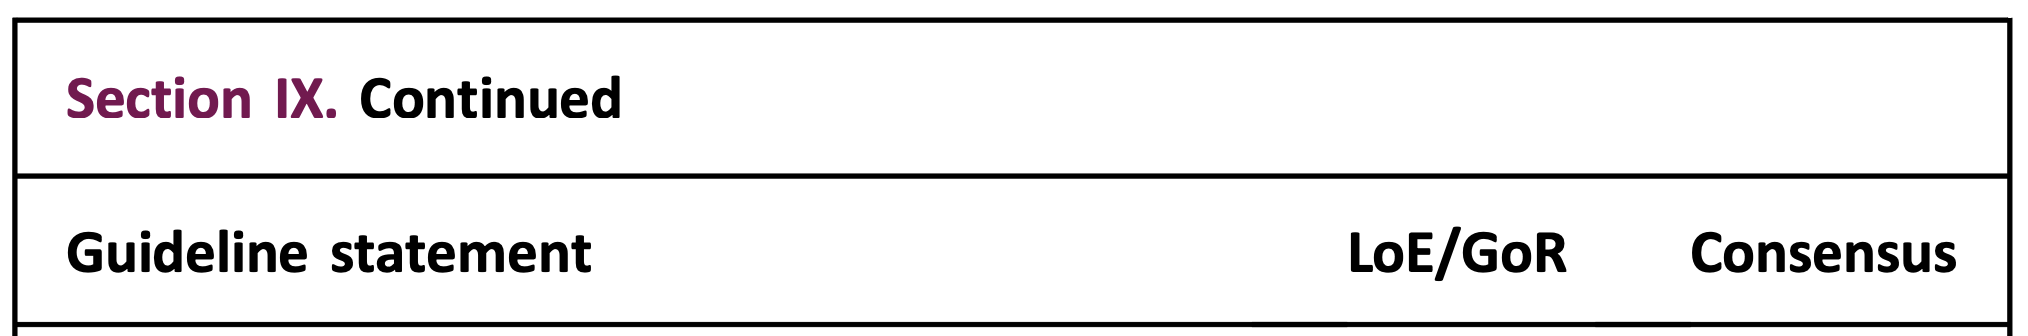 Section IX. Continued
Guideline statement LoE/GoR Consensus